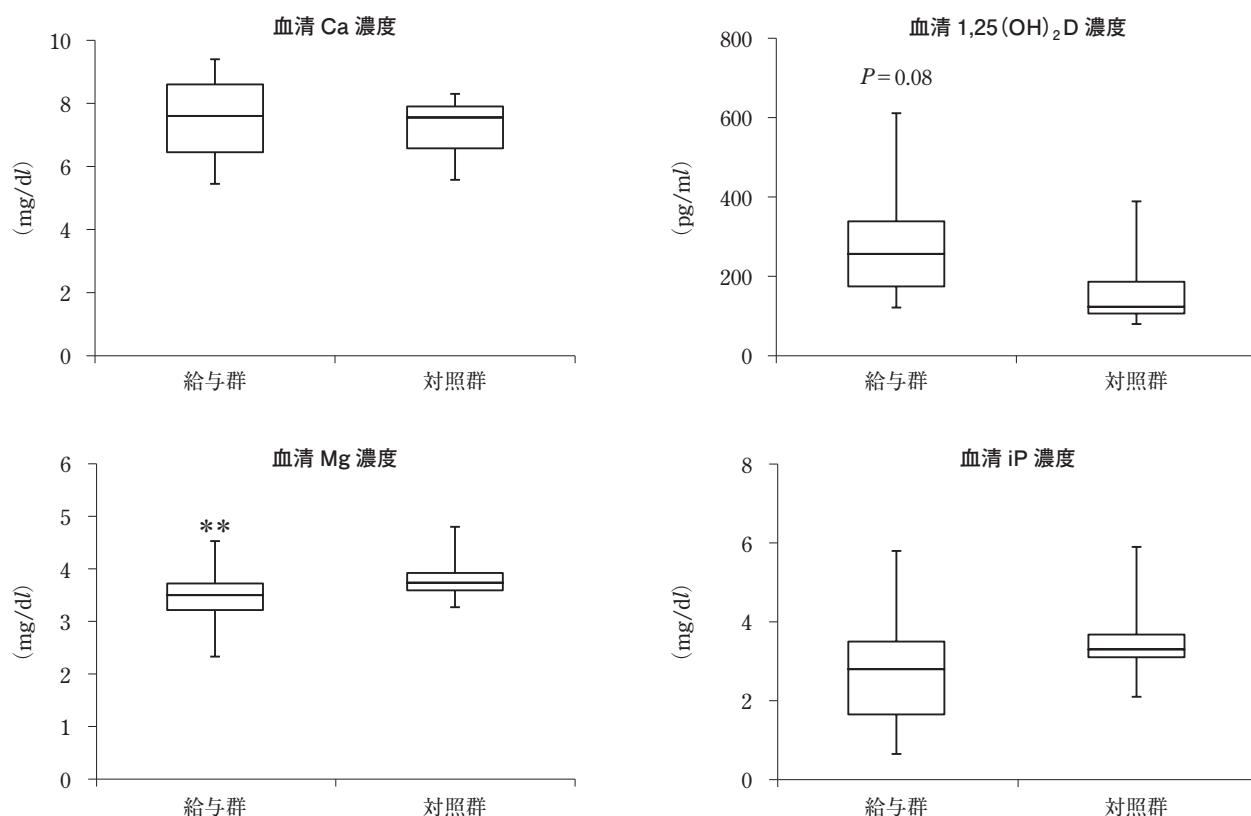 血清 Ca 濃度
10
8
6
4
2
0
(mg/dl)
給与群
対照群
血清 1,25(OH)₂D 濃度
800
600
400
200
0
(pg/ml)
P=0.08
給与群
対照群
血清 Mg 濃度
6
5
4
3
2
1
0
(mg/dl)
**
給与群
対照群
血清 iP 濃度
8
6
4
2
0
(mg/dl)
給与群
対照群